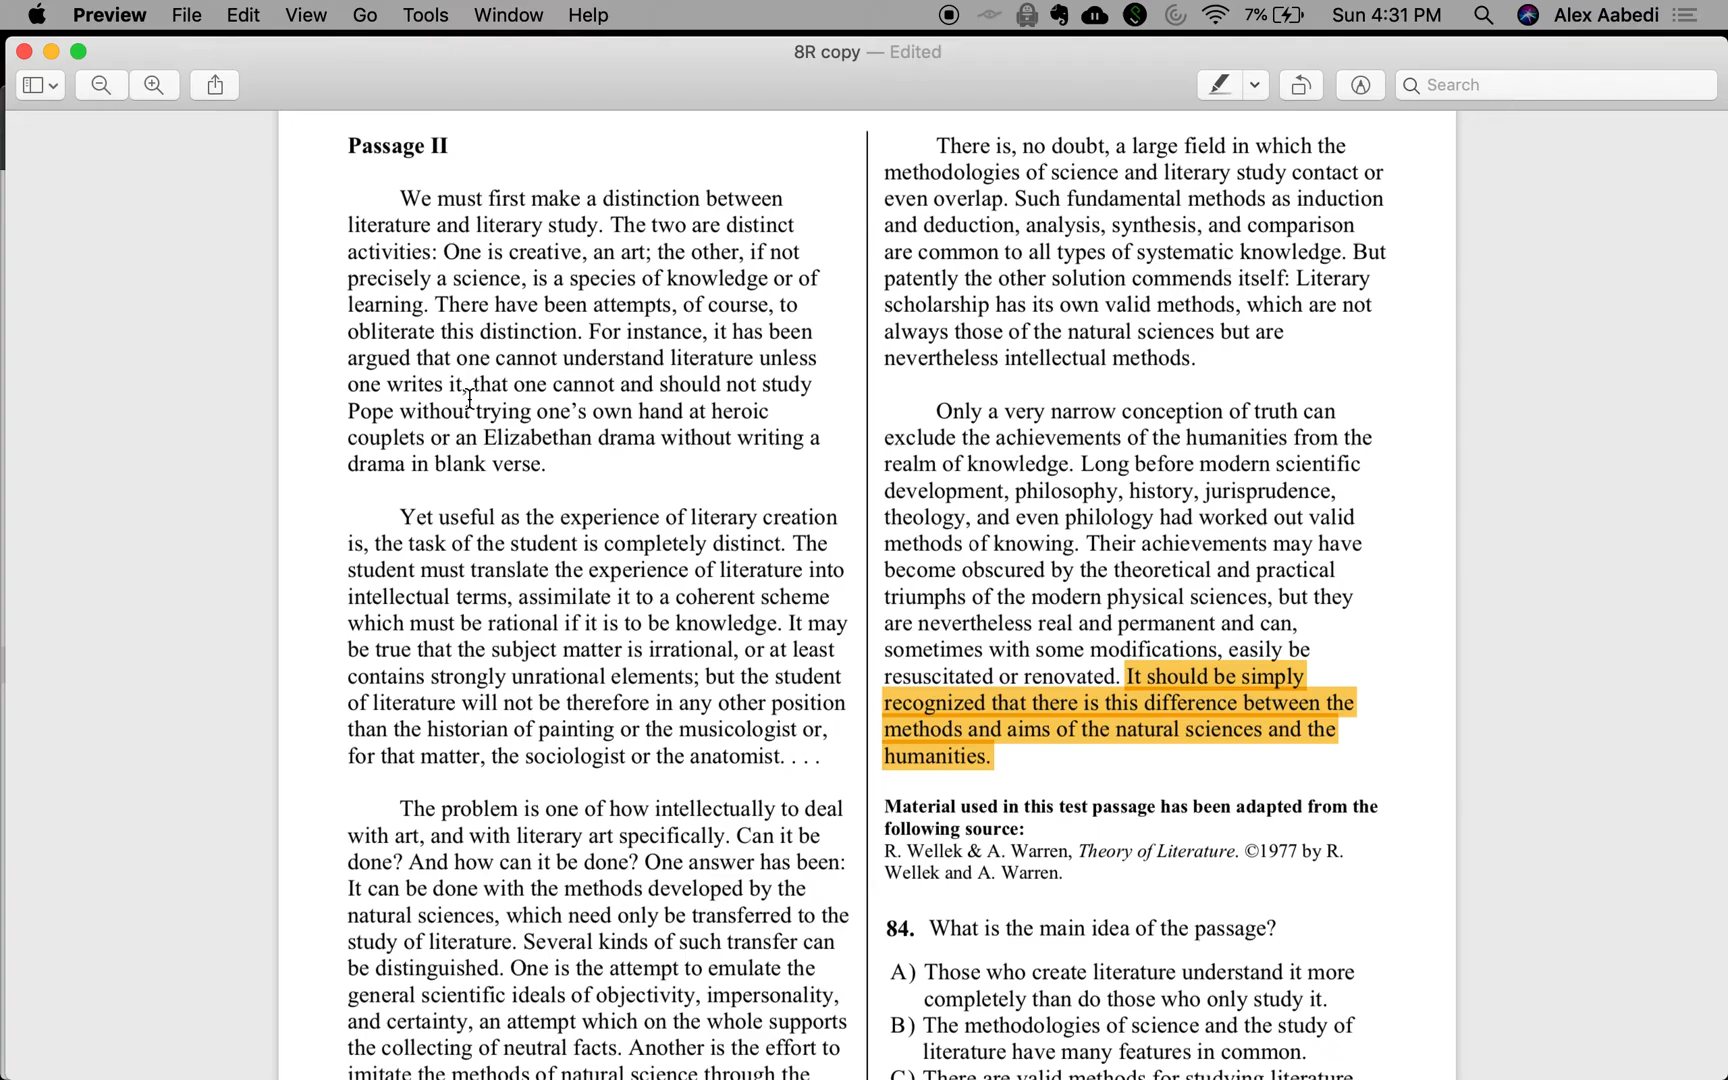 Preview File Edit View Go Tools Window Help 7% Sun 4:31 PM Alex Aabedi
8R copy — Edited
Search
Passage II
We must first make a distinction between
literature and literary study. The two are distinct
activities: One is creative, an art; the other, if not
precisely a science, is a species of knowledge or of
learning. There have been attempts, of course, to
obliterate this distinction. For instance, it has been
argued that one cannot understand literature unless
one writes it, that one cannot and should not study
Pope without trying one’s own hand at heroic
couplets or an Elizabethan drama without writing a
drama in blank verse.
Yet useful as the experience of literary creation
is, the task of the student is completely distinct. The
student must translate the experience of literature into
intellectual terms, assimilate it to a coherent scheme
which must be rational if it is to be knowledge. It may
be true that the subject matter is irrational, or at least
contains strongly unrational elements; but the student
of literature will not be therefore in any other position
than the historian of painting or the musicologist or,
for that matter, the sociologist or the anatomist. . . .
The problem is one of how intellectually to deal
with art, and with literary art specifically. Can it be
done? And how can it be done? One answer has been:
It can be done with the methods developed by the
natural sciences, which need only be transferred to the
study of literature. Several kinds of such transfer can
be distinguished. One is the attempt to emulate the
general scientific ideals of objectivity, impersonality,
and certainty, an attempt which on the whole supports
the collecting of neutral facts. Another is the effort to
imitate the methods of natural science through the
There is, no doubt, a large field in which the
methodologies of science and literary study contact or
even overlap. Such fundamental methods as induction
and deduction, analysis, synthesis, and comparison
are common to all types of systematic knowledge. But
patently the other solution commends itself: Literary
scholarship has its own valid methods, which are not
always those of the natural sciences but are
nevertheless intellectual methods.
Only a very narrow conception of truth can
exclude the achievements of the humanities from the
realm of knowledge. Long before modern scientific
development, philosophy, history, jurisprudence,
theology, and even philology had worked out valid
methods of knowing. Their achievements may have
become obscured by the theoretical and practical
triumphs of the modern physical sciences, but they
are nevertheless real and permanent and can,
sometimes with some modifications, easily be
resuscitated or renovated. It should be simply
recognized that there is this difference between the
methods and aims of the natural sciences and the
humanities.
Material used in this test passage has been adapted from the
following source:
R. Wellek & A. Warren, Theory of Literature. ©1977 by R.
Wellek and A. Warren.
84. What is the main idea of the passage?
A) Those who create literature understand it more
completely than do those who only study it.
B) The methodologies of science and the study of
literature have many features in common.
C) There are valid methods for studying literature